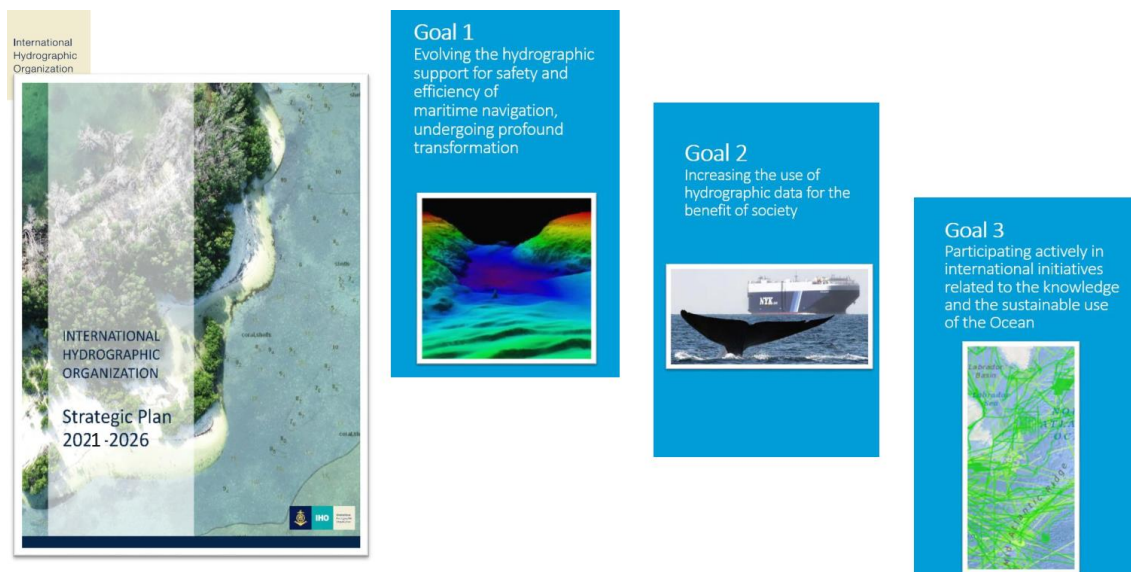 International
Hydrographic
Organization
INTERNATIONAL
HYDROGRAPHIC
ORGANIZATION
Strategic Plan
2021-2026
IHO
Goal 1
Evolving the hydrographic
support for safety and
efficiency of
maritime navigation,
undergoing profound
transformation
Goal 2
Increasing the use of
hydrographic data for the
benefit of society
NYK
Goal 3
Participating actively in
international initiatives
related to the knowledge
and the sustainable use
of the Ocean
Labrador
Basin